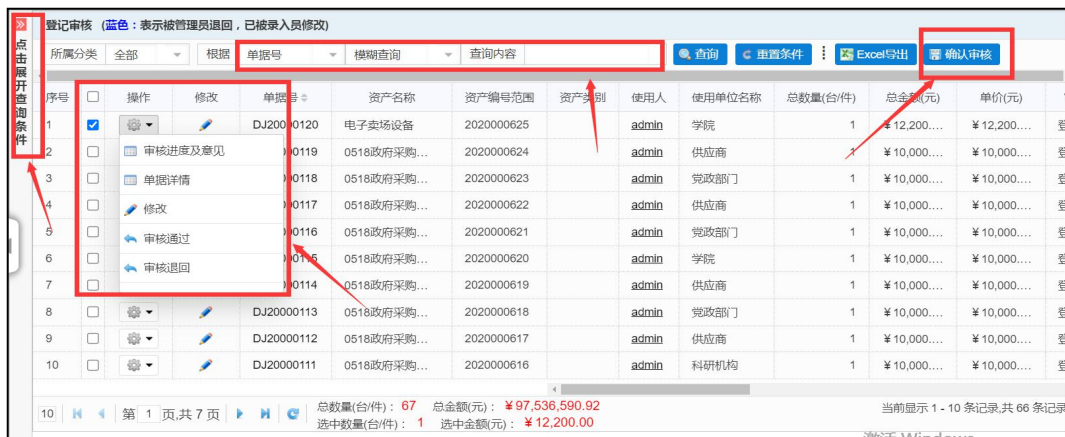 登记审核 (蓝色：表示被管理员退回，已被录入员修改)
点击展开查询条件
所属分类 全部 根据 单据号 模糊查询 查询内容 查询 重置条件 Excel导出 确认审核
序号 操作 修改 单据号 资产名称 资产编号范围 资产类别 使用人 使用单位名称 总数量(台/件) 总金额(元) 单价(元)
1 DJ20000120 电子卖场设备 2020000625 admin 学院 1 ￥12,200.... ￥12,200....
2 审核进度及意见 00119 0518政府采购... 2020000624 admin 供应商 1 ￥10,000.... ￥10,000....
3 单据详情 00118 0518政府采购... 2020000623 admin 党政部门 1 ￥10,000.... ￥10,000....
4 修改 00117 0518政府采购... 2020000622 admin 供应商 1 ￥10,000.... ￥10,000....
5 审核通过 00116 0518政府采购... 2020000621 admin 党政部门 1 ￥10,000.... ￥10,000....
6 审核退回 00115 0518政府采购... 2020000620 admin 学院 1 ￥10,000.... ￥10,000....
7 00114 0518政府采购... 2020000619 admin 供应商 1 ￥10,000.... ￥10,000....
8 DJ20000113 0518政府采购... 2020000618 admin 党政部门 1 ￥10,000.... ￥10,000....
9 DJ20000112 0518政府采购... 2020000617 admin 供应商 1 ￥10,000.... ￥10,000....
10 DJ20000111 0518政府采购... 2020000616 admin 科研机构 1 ￥10,000.... ￥10,000....
10 第 1 页,共 7 页 总数量(台/件)： 67 总金额(元)： ￥97,536,590.92 当前显示 1 - 10 条记录,共 66 条记录
选中数量(台/件)： 1 选中金额(元)： ￥12,200.00